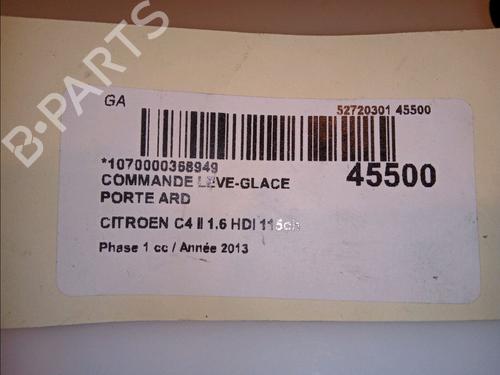 B-PARTS
GA
52720301 45500
*1070000368949
45500
COMMANDE LEVE-GLACE
PORTE ARD
CITROEN C4 II 1.6 HDI 115ch
Phase 1 cc / Année 2013